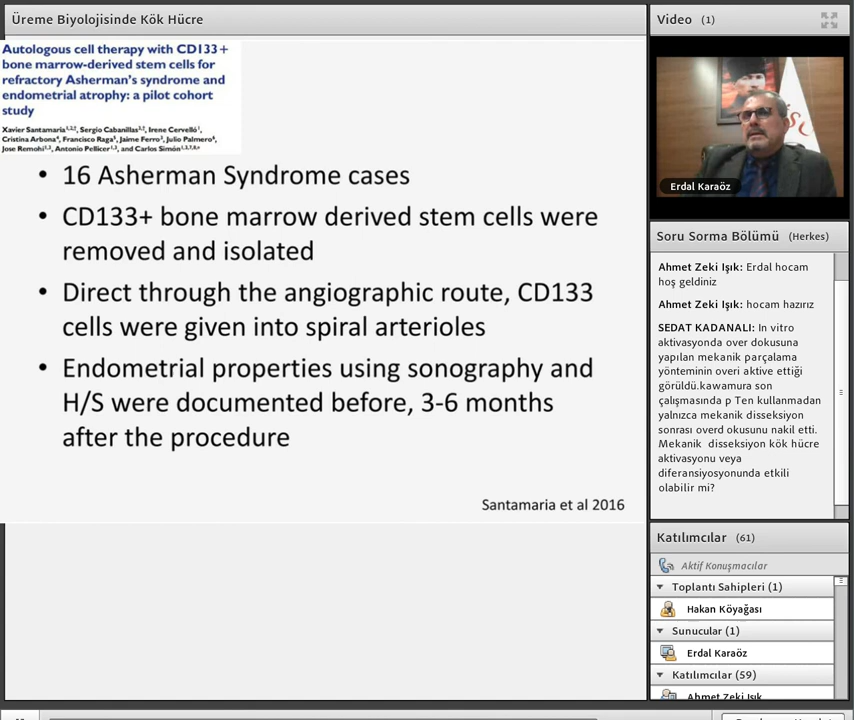 Üreme Biyolojisinde Kök Hücre
Autologous cell therapy with CD133+
bone marrow-derived stem cells for
refractory Asherman's syndrome and
endometrial atrophy: a pilot cohort
study
Xavier Santamaria, Sergio Cabanillas, Irene Cervelló,
Cristina Arbona, Francisco Raga, Jaime Ferro, Julio Palmero,
Jose Remohí, Antonio Pellicer, and Carlos Simón
• 16 Asherman Syndrome cases
• CD133+ bone marrow derived stem cells were
removed and isolated
• Direct through the angiographic route, CD133
cells were given into spiral arterioles
• Endometrial properties using sonography and
H/S were documented before, 3-6 months
after the procedure
Santamaria et al 2016
Video (1)
Erdal Karaöz
Soru Sorma Bölümü (Herkes)
Ahmet Zeki Işık: Erdal hocam
hoş geldiniz
Ahmet Zeki Işık: hocam hazırız
SEDAT KADANALI: In vitro
aktivasyonda over dokusuna
yapılan mekanik parçalama
yönteminin overi aktive ettiği
görüldü.kawamura son
çalışmasında p Ten kullanmadan
yalnızca mekanik disseksiyon
sonrası overd okusunu nakil etti.
Mekanik disseksiyon kök hücre
aktivasyonu veya
diferansiyosyonunda etkili
olabilir mi?
Katılımcılar (61)
Aktif Konuşmacılar
Toplantı Sahipleri (1)
Hakan Köyağası
Sunucular (1)
Erdal Karaöz
Katılımcılar (59)
Ahmet Zeki Işık